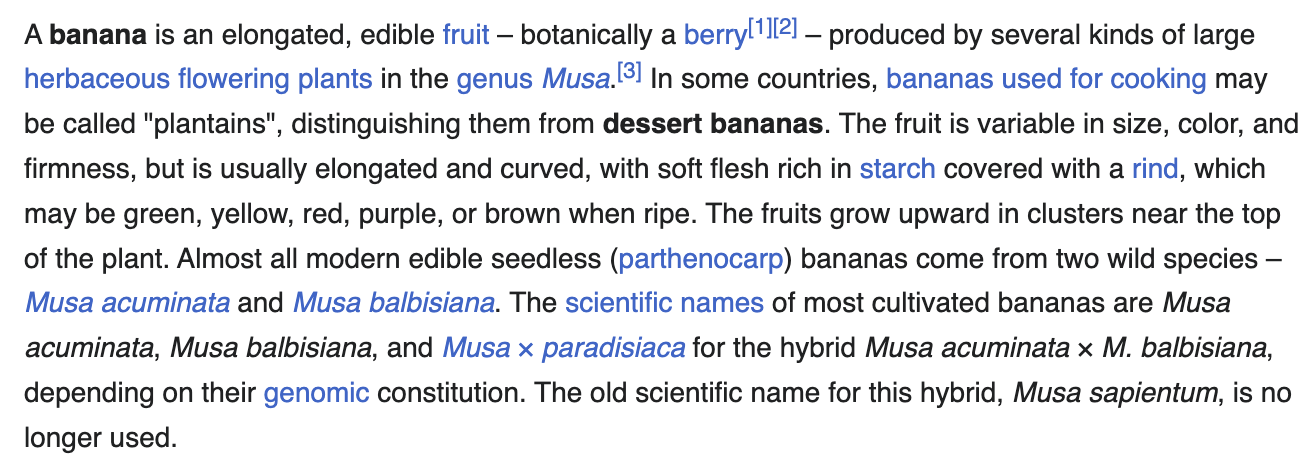 A banana is an elongated, edible fruit – botanically a berry[1][2] – produced by several kinds of large
herbaceous flowering plants in the genus Musa.[3] In some countries, bananas used for cooking may
be called "plantains", distinguishing them from dessert bananas. The fruit is variable in size, color, and
firmness, but is usually elongated and curved, with soft flesh rich in starch covered with a rind, which
may be green, yellow, red, purple, or brown when ripe. The fruits grow upward in clusters near the top
of the plant. Almost all modern edible seedless (parthenocarp) bananas come from two wild species –
Musa acuminata and Musa balbisiana. The scientific names of most cultivated bananas are Musa
acuminata, Musa balbisiana, and Musa × paradisiaca for the hybrid Musa acuminata × M. balbisiana,
depending on their genomic constitution. The old scientific name for this hybrid, Musa sapientum, is no
longer used.